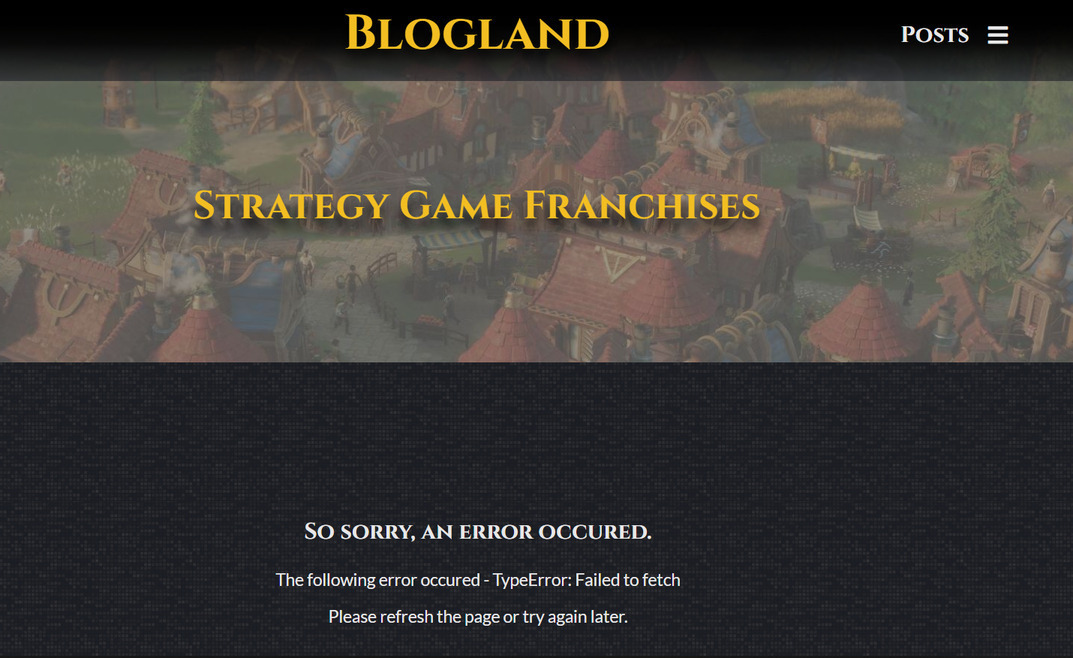 Blogland
Posts
Strategy Game Franchises
So sorry, an error occured.
The following error occured - TypeError: Failed to fetch
Please refresh the page or try again later.